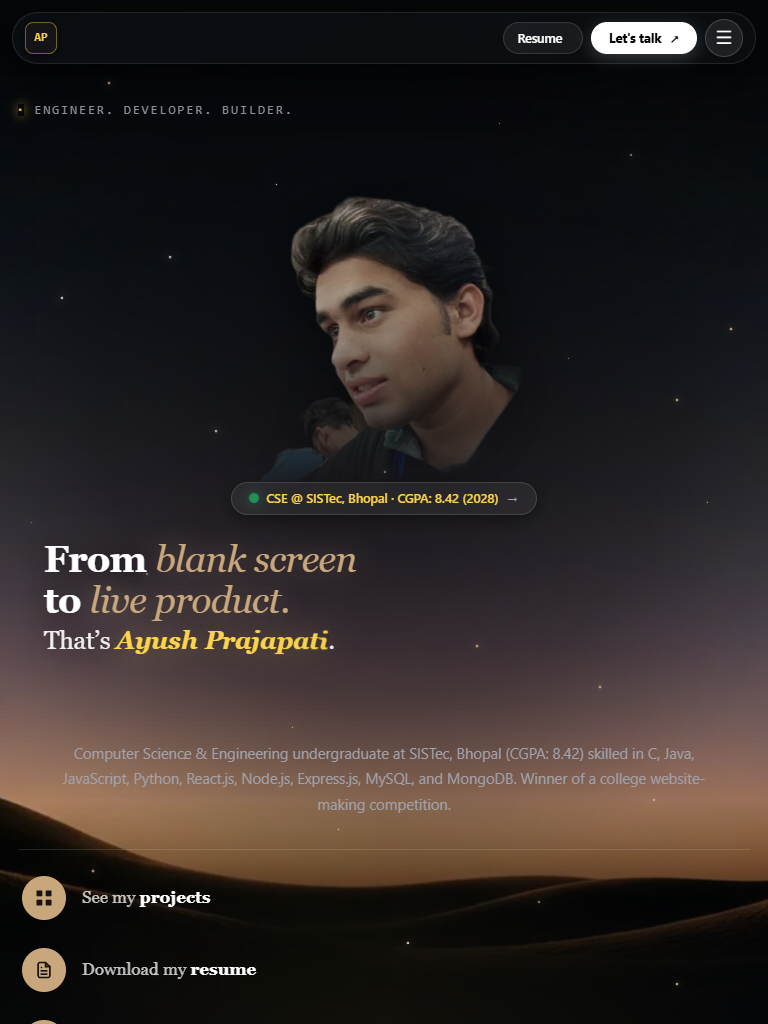 AP
Resume
Let's talk ↗
ENGINEER. DEVELOPER. BUILDER.
CSE @ SISTec, Bhopal · CGPA: 8.42 (2028) →
From blank screen
to live product.
That’s Ayush Prajapati.
Computer Science & Engineering undergraduate at SISTec, Bhopal (CGPA: 8.42) skilled in C, Java,
JavaScript, Python, React.js, Node.js, Express.js, MySQL, and MongoDB. Winner of a college website-
making competition.
See my projects
Download my resume